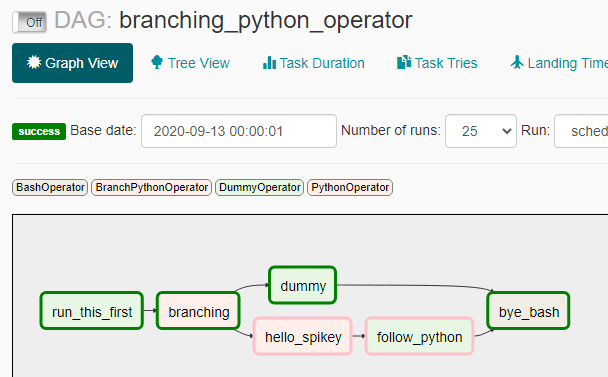 Off DAG: branching_python_operator
Graph View Tree View Task Duration Task Tries Landing Time
success Base date: 2020-09-13 00:00:01 Number of runs: 25 Run: sched
BashOperator BranchPythonOperator DummyOperator PythonOperator
dummy
run_this_first branching bye_bash
hello_spikey follow_python